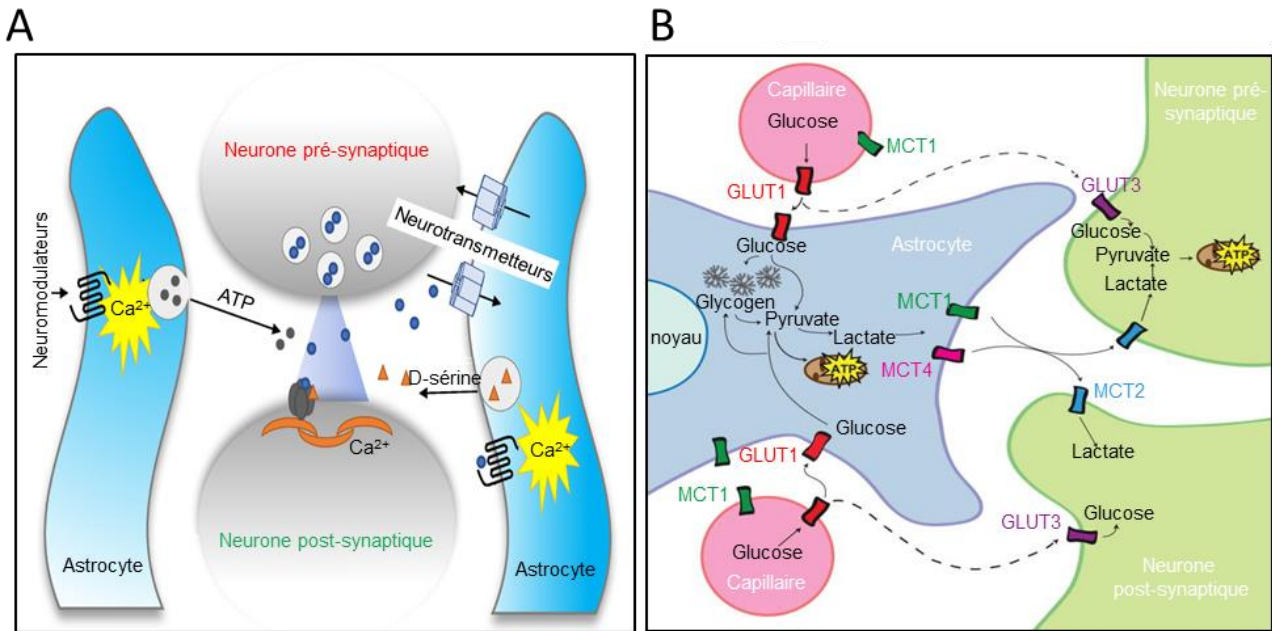 A
Neurone pré-synaptique
Neurotransmetteurs
Neuromodulateurs
Ca²⁺
ATP
D-sérine
Ca²⁺
Ca²⁺
Neurone post-synaptique
Astrocyte
Astrocyte
B
Capillaire
Glucose
MCT1
GLUT1
Neurone pré-
synaptique
GLUT3
Glucose
Pyruvate
Lactate
ATP
Glucose
Astrocyte
Glycogen
Pyruvate
Lactate
noyau
ATP
MCT1
MCT4
MCT2
Lactate
Glucose
GLUT1
MCT1
Glucose
Capillaire
GLUT3
Glucose
Neurone
post-synaptique